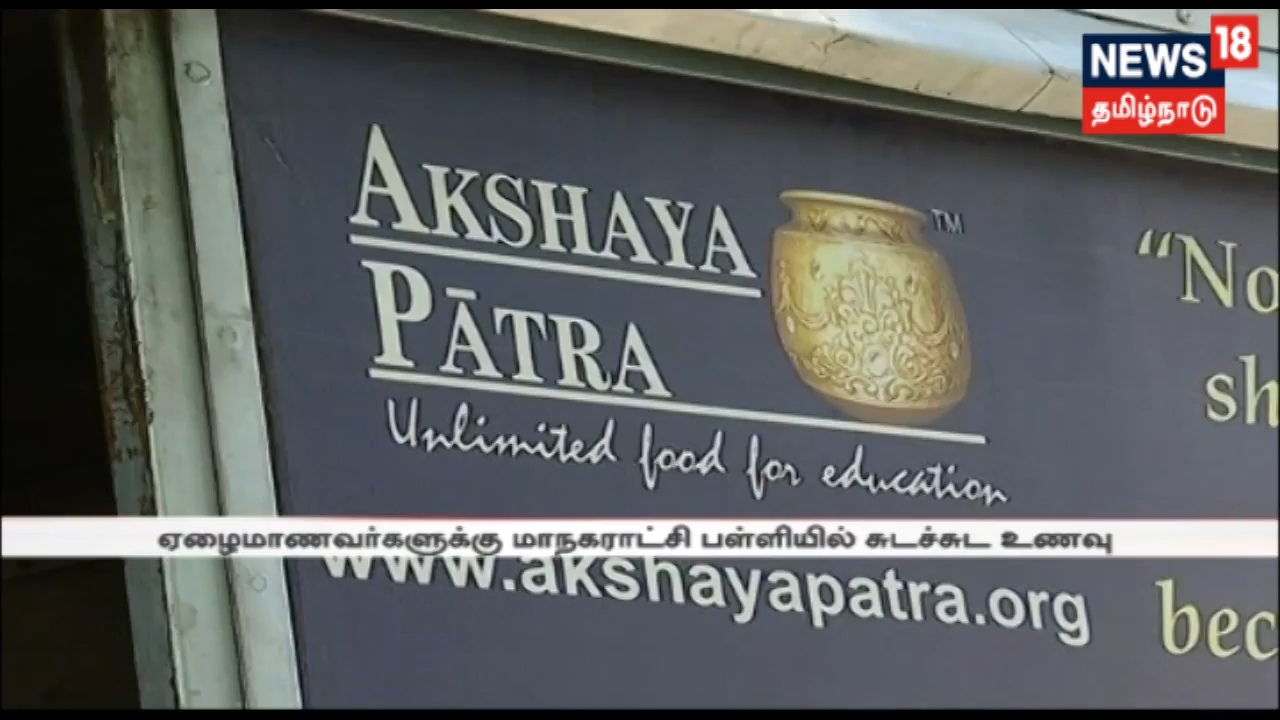 NEWS 18
தமிழ்நாடு
AKSHAYA
PĀTRA
TM
Unlimited food for education
"No
sh
ஏழைமாணவர்களுக்கு மாநகராட்சி பள்ளியில் சுடச்சுட உணவு
www.akshayapatra.org
bec